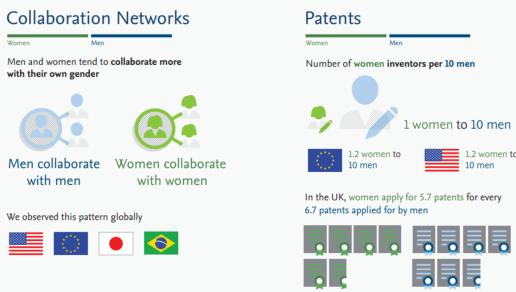 Collaboration Networks
Women Men
Men and women tend to collaborate more
with their own gender
Men collaborate
with men
Women collaborate
with women
We observed this pattern globally
Patents
Women Men
Number of women inventors per 10 men
1 women to 10 men
1.2 women to
10 men
1.2 women to
10 men
In the UK, women apply for 5.7 patents for every
6.7 patents applied for by men